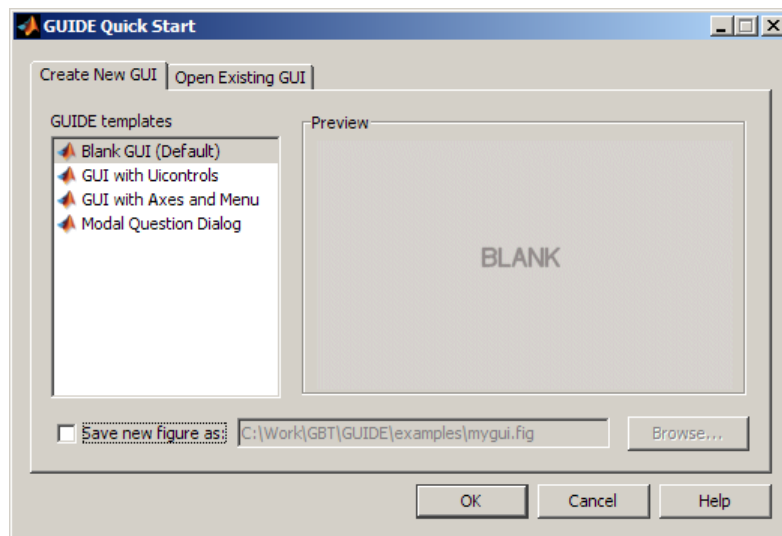 GUIDE Quick Start
Create New GUI
Open Existing GUI
GUIDE templates
Preview
Blank GUI (Default)
GUI with Uicontrols
GUI with Axes and Menu
Modal Question Dialog
BLANK
Save new figure as:
C:\Work\GBT\GUIDE\examples\mygui.fig
Browse...
OK
Cancel
Help